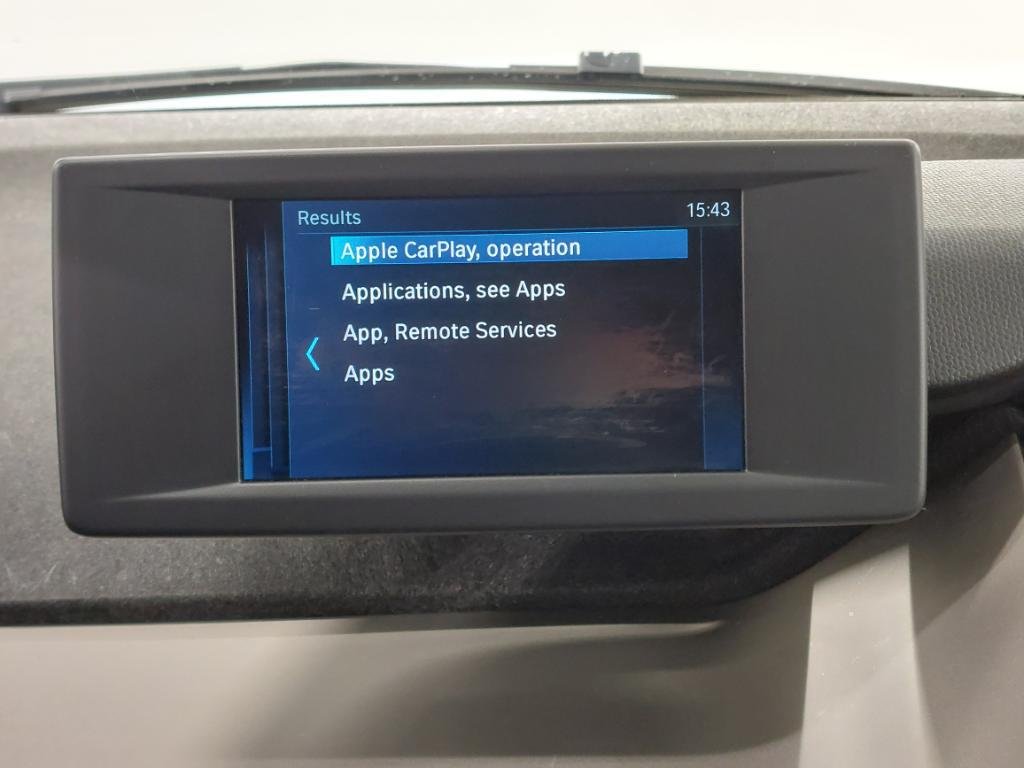 Results 15:43
Apple CarPlay, operation
Applications, see Apps
App, Remote Services
Apps